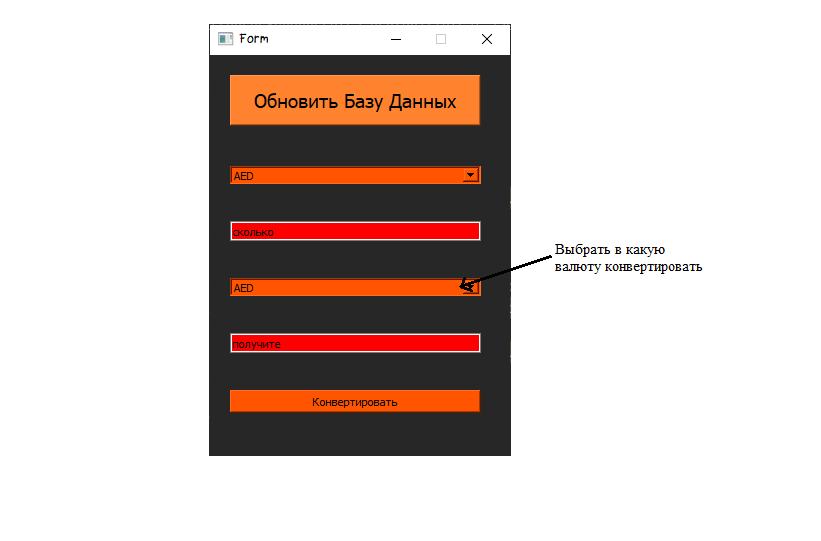 Form
Обновить Базу Данных
AED
сколько
Выбрать в какую
валюту конвертировать
AED
получите
Конвертировать